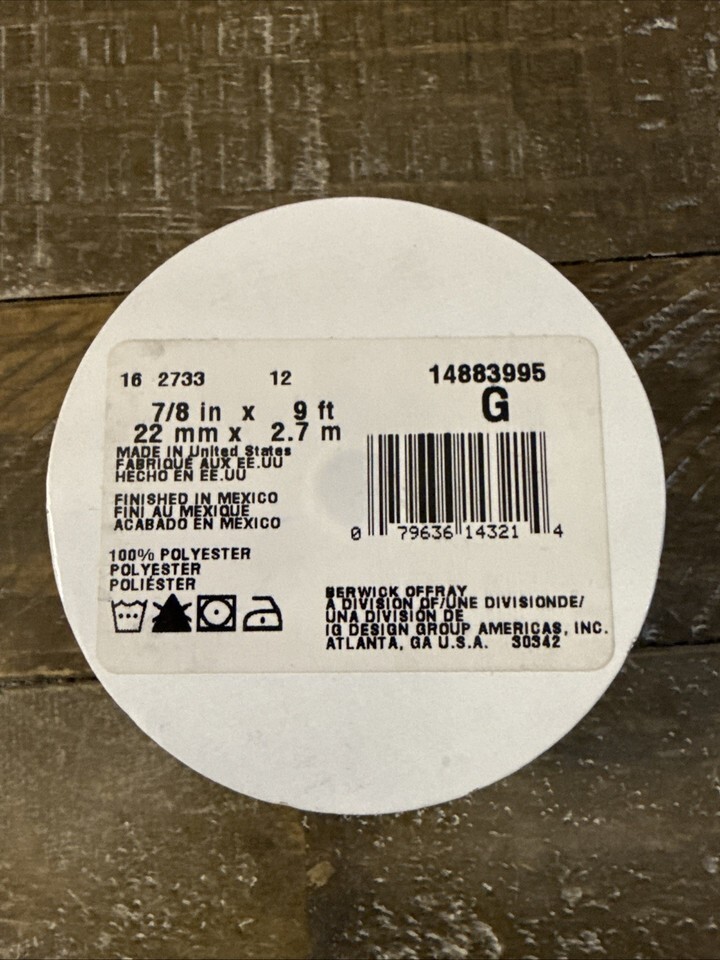 16 2733 12 14883995
7/8 in x 9 ft G
22 mm x 2.7 m
MADE IN United States
FABRIQUÉ AUX EE.UU
HECHO EN EE.UU
FINISHED IN MEXICO
FINI AU MEXIQUE
ACABADO EN MEXICO
0 79636 14321 4
100% POLYESTER
POLYESTER
POLIÉSTER
BERWICK OFFRAY
A DIVISION OF/UNE DIVISIONDE/
UNA DIVISIÓN DE
IG DESIGN GROUP AMERICAS, INC.
ATLANTA, GA U.S.A. 30342